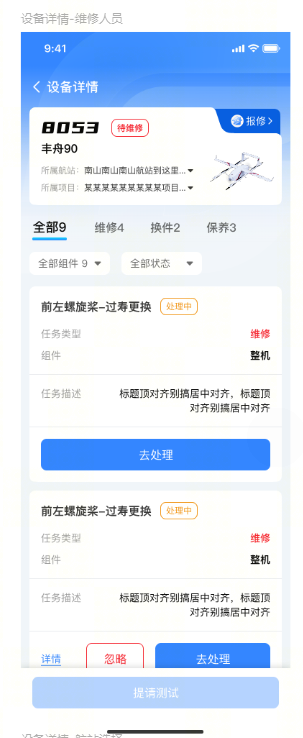 设备详情-维修人员
9:41
设备详情
8053 待维修
报修
丰舟90
所属航站: 南山南山南山航站到这里...
所属项目: 某某某某某某某某项目...
全部9 维修4 换件2 保养3
全部组件 9 全部状态
前左螺旋桨-过寿更换 处理中
任务类型 维修
组件 整机
任务描述 标题顶对齐别搞居中对齐，标题顶
对齐别搞居中对齐
去处理
前左螺旋桨-过寿更换 处理中
任务类型 维修
组件 整机
任务描述 标题顶对齐别搞居中对齐，标题顶
对齐别搞居中对齐
详情 忽略 去处理
提请测试